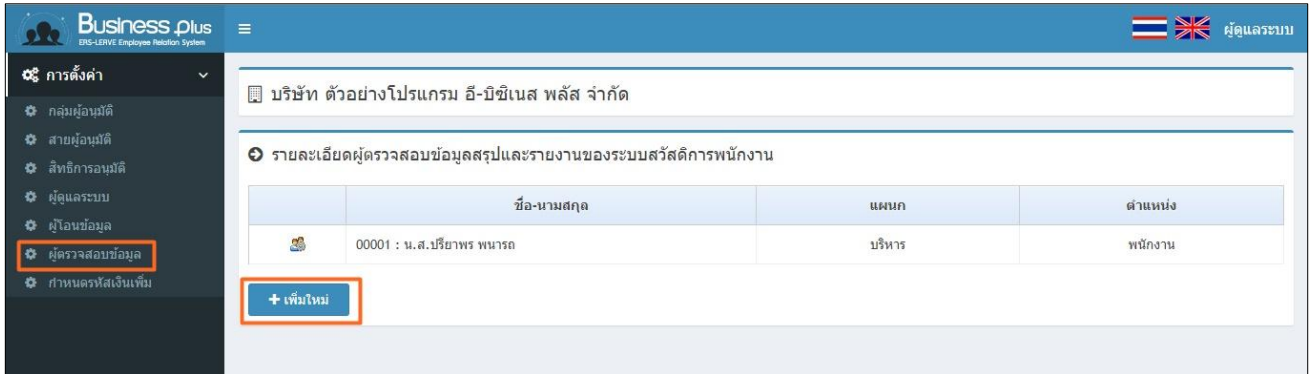 Business plus
ERS-LERVE Employee Relation System
ผู้ดูแลระบบ
การตั้งค่า
กลุ่มผู้อนุมัติ
สายผู้อนุมัติ
สิทธิการอนุมัติ
ผู้ดูแลระบบ
ผู้โอนข้อมูล
ผู้ตรวจสอบข้อมูล
กำหนดรหัสเงินเพิ่ม
บริษัท ตัวอย่างโปรแกรม อี-บิซิเนส พลัส จำกัด
รายละเอียดผู้ตรวจสอบข้อมูลสรุปและรายงานของระบบสวัสดิการพนักงาน
ชื่อ-นามสกุล แผนก ตำแหน่ง
00001 : น.ส.ปรียาพร พนารถ บริหาร พนักงาน
+ เพิ่มใหม่